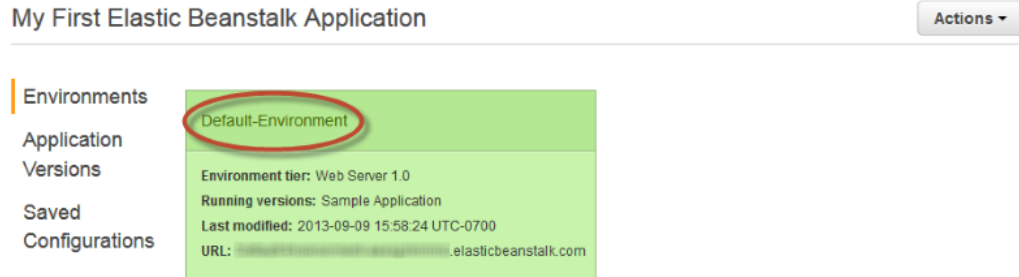 My First Elastic Beanstalk Application
Actions
Environments
Application
Versions
Saved
Configurations
Default-Environment
Environment tier: Web Server 1.0
Running versions: Sample Application
Last modified: 2013-09-09 15:58:24 UTC-0700
URL: .elasticbeanstalk.com